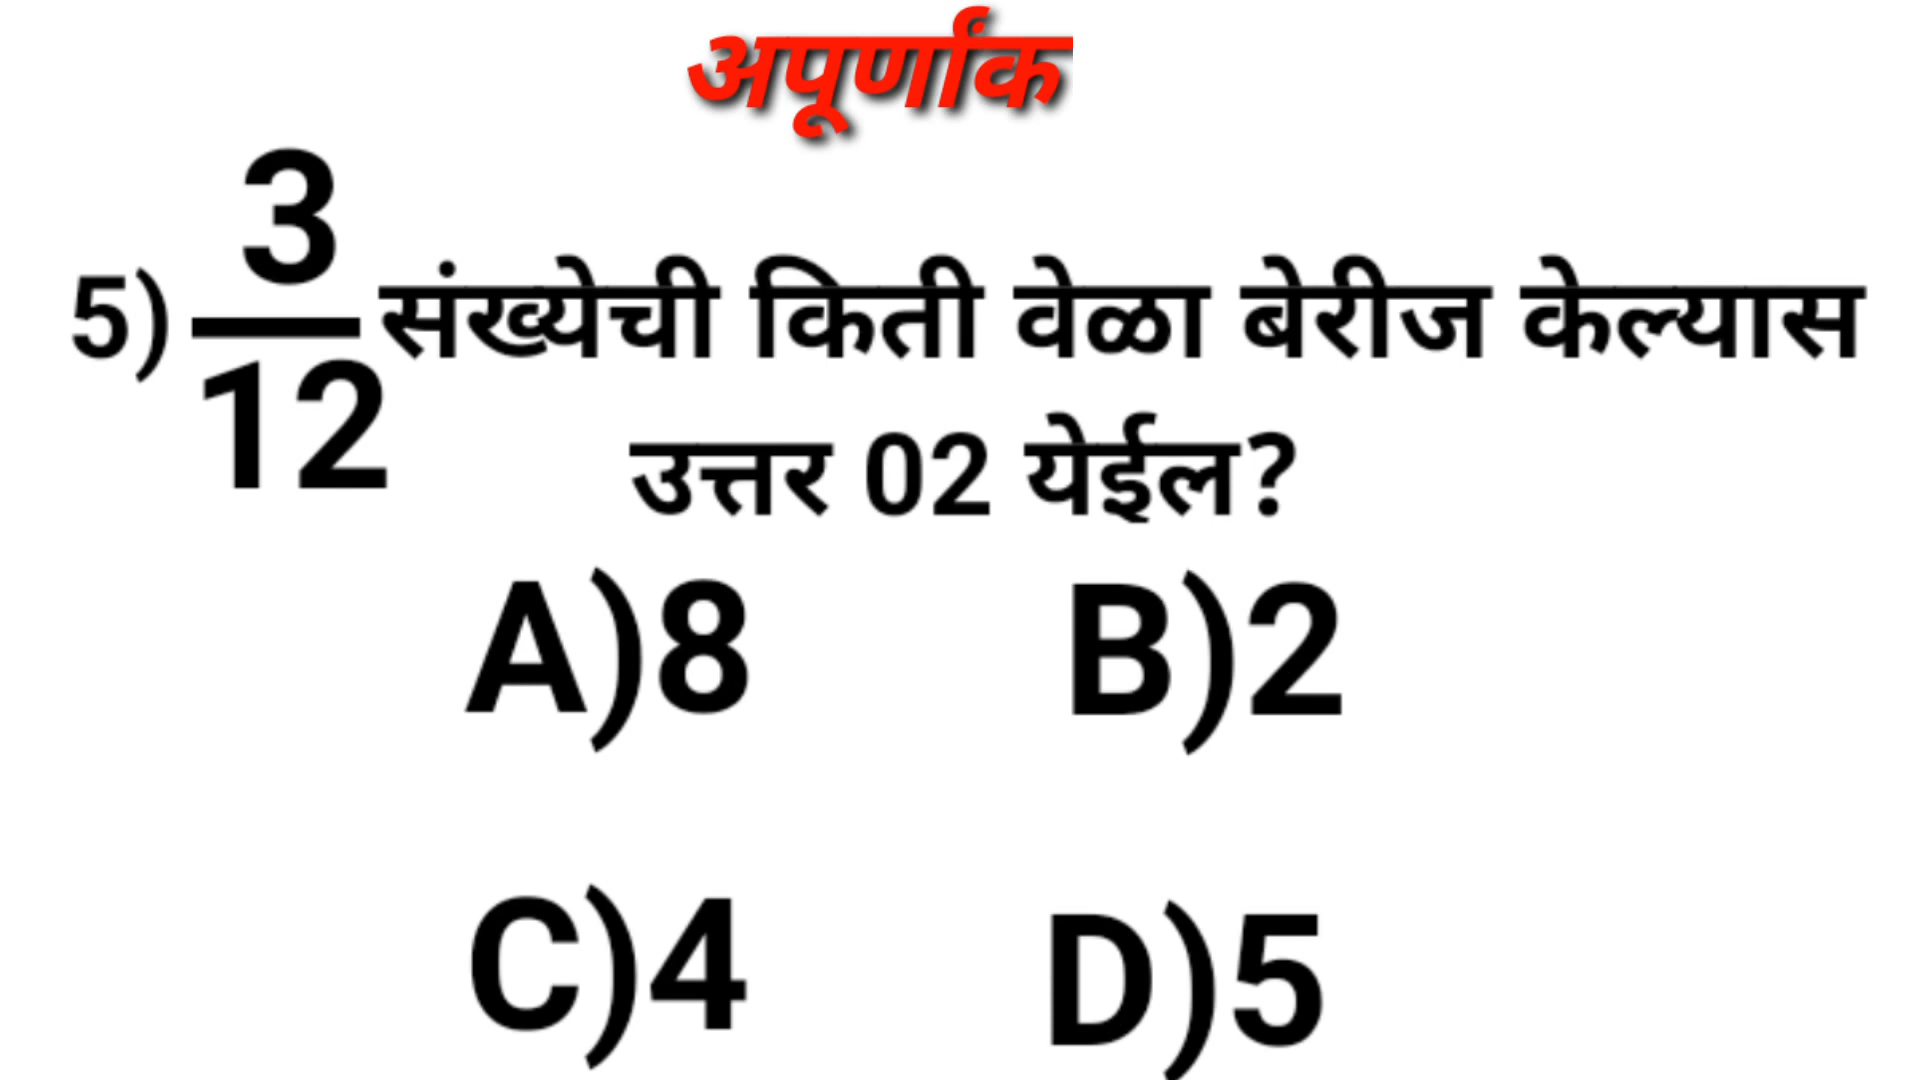 अपूर्णांक
5) 3/12 संख्येची किती वेळा बेरीज केल्यास
उत्तर 02 येईल?
A)8 B)2
C)4 D)5